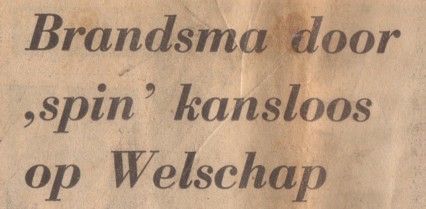 Brandsma door
‚spin’ kansloos
op Welschap